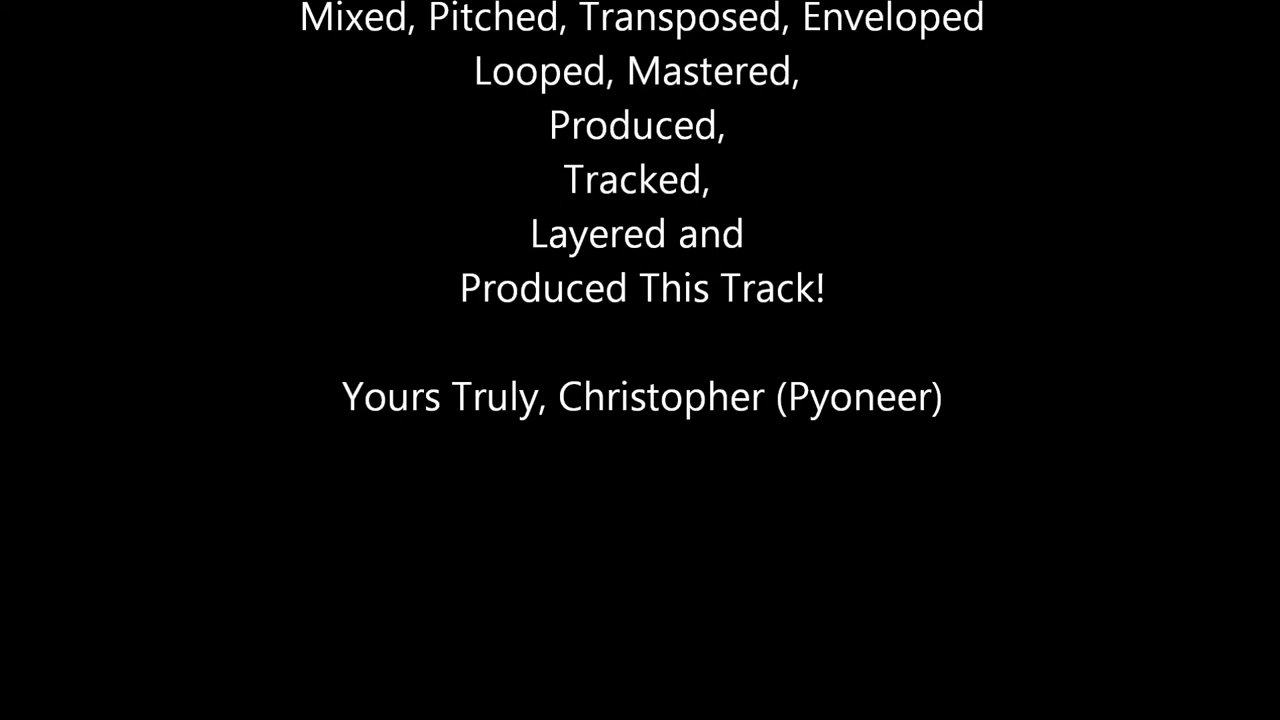 Mixed, Pitched, Transposed, Enveloped
Looped, Mastered,
Produced,
Tracked,
Layered and
Produced This Track!
Yours Truly, Christopher (Pyoneer)